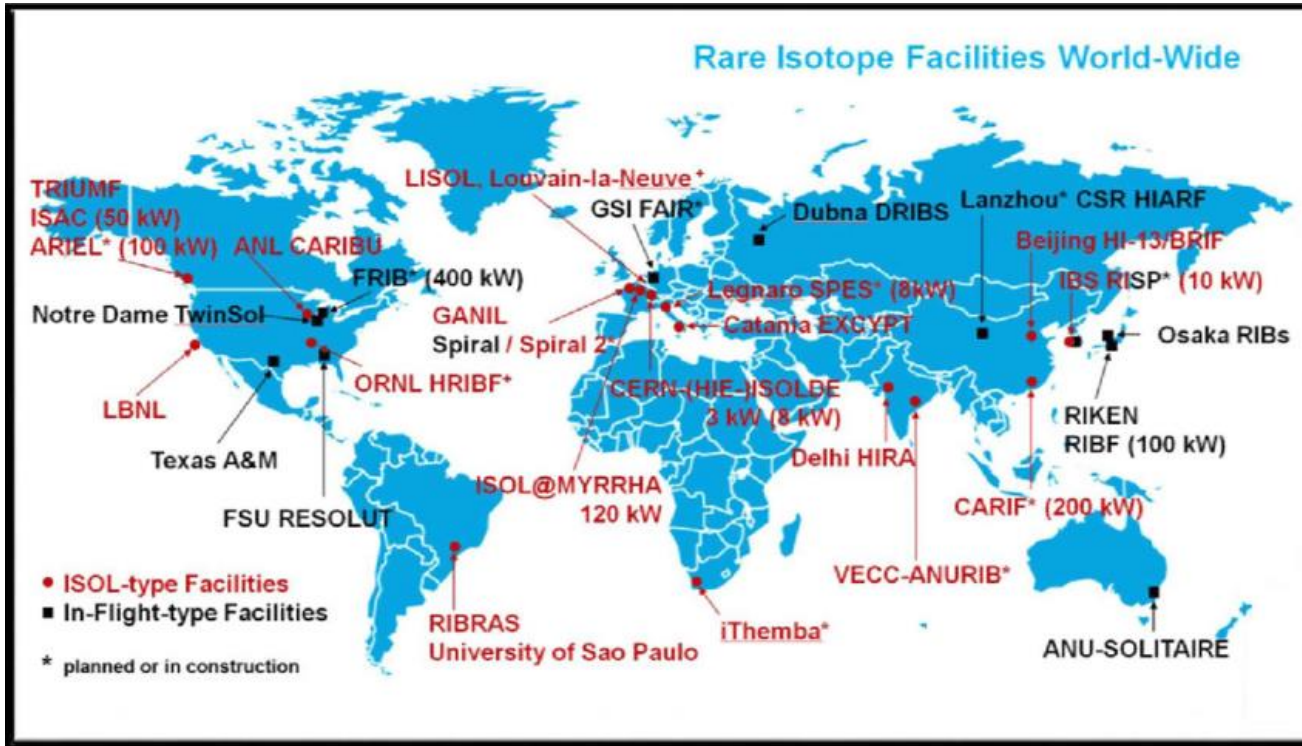 Rare Isotope Facilities World-Wide
TRIUMF
ISAC (50 kW)
ARIEL* (100 kW)
ANL CARIBU
FRIB* (400 kW)
Notre Dame TwinSol
LBNL
ORNL HRIBF+
Texas A&M
FSU RESOLUT
LISOL, Louvain-la-Neuve +
GSI FAIR*
Dubna DRIBS
Lanzhou* CSR HIARF
Beijing HI-13/BRIF
IBS RISP* (10 kW)
Legnaro SPES* (8kW)
GANIL
Spiral / Spiral 2*
Catania EXCYPT
Osaka RIBs
CERN-(HIE-)ISOLDE
3 kW (8 kW)
RIKEN
RIBF (100 kW)
Delhi HIRA
ISOL@MYRRHA
120 kW
CARIF* (200 kW)
VECC-ANURIB*
RIBRAS
University of Sao Paulo
iThemba*
ANU-SOLITAIRE
ISOL-type Facilities
In-Flight-type Facilities
* planned or in construction